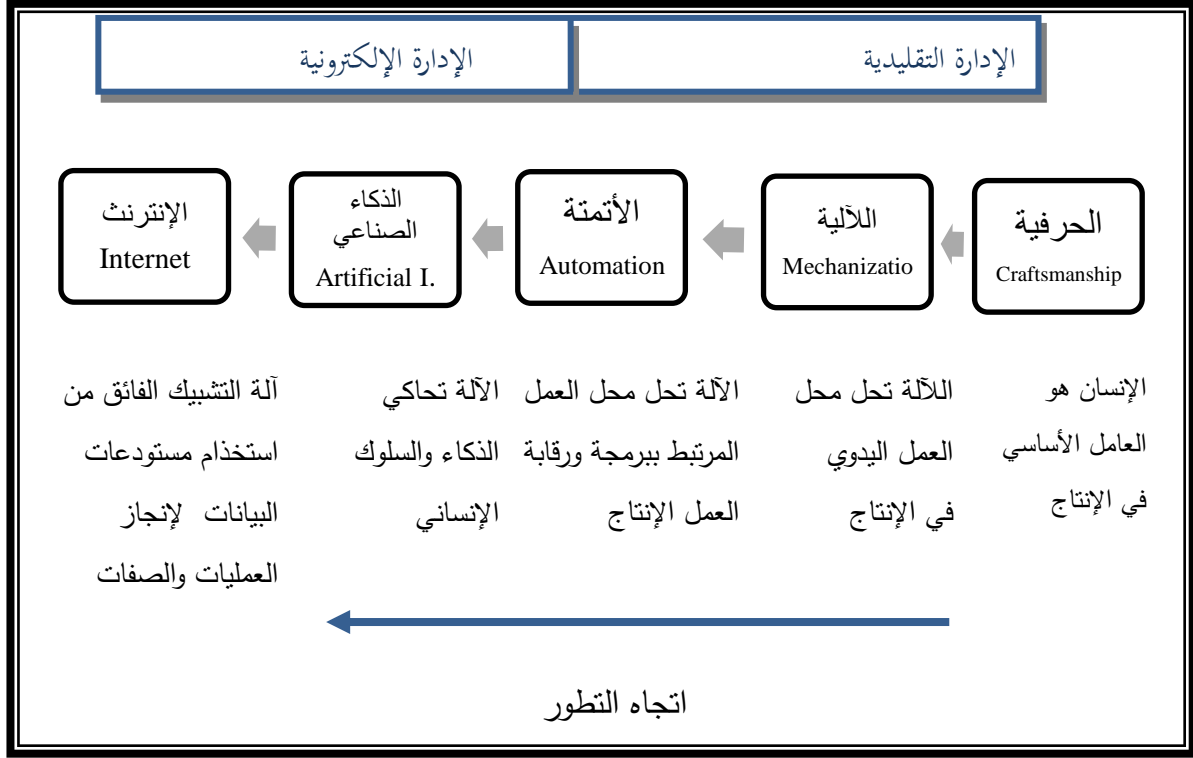 الإدارة التقليدية
الإدارة الإلكترونية
الحرفية
Craftsmanship
اللآلية
Mechanizatio
الأتمتة
Automation
الذكاء
الصناعي
Artificial I.
الإنترنث
Internet
الإنسان هو
العامل الأساسي
في الإنتاج
اللآلة تحل محل
العمل اليدوي
في الإنتاج
الآلة تحل محل العمل
المرتبط ببرمجة ورقابة
العمل الإنتاج
الآلة تحاكي
الذكاء والسلوك
الإنساني
آلة التشبيك الفائق من
استخذام مستودعات
البيانات لإنجاز
العمليات والصفات
اتجاه التطور